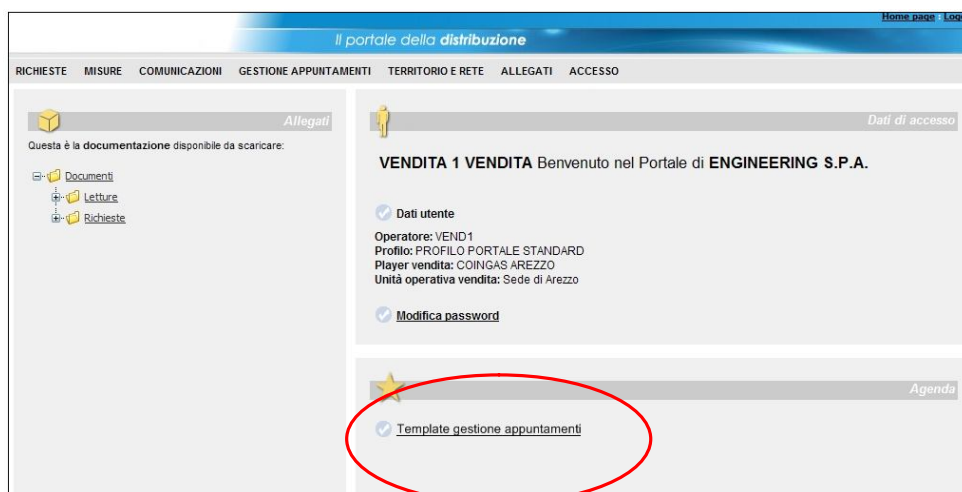 Home page : Logo
Il portale della distribuzione
RICHIESTE MISURE COMUNICAZIONI GESTIONE APPUNTAMENTI TERRITORIO E RETE ALLEGATI ACCESSO
Allegati
Questa è la documentazione disponibile da scaricare:
Documenti
Letture
Richieste
Dati di accesso
VENDITA 1 VENDITA Benvenuto nel Portale di ENGINEERING S.P.A.
Dati utente
Operatore: VEND1
Profilo: PROFILO PORTALE STANDARD
Player vendita: COINGAS AREZZO
Unità operativa vendita: Sede di Arezzo
Modifica password
Agenda
Template gestione appuntamenti